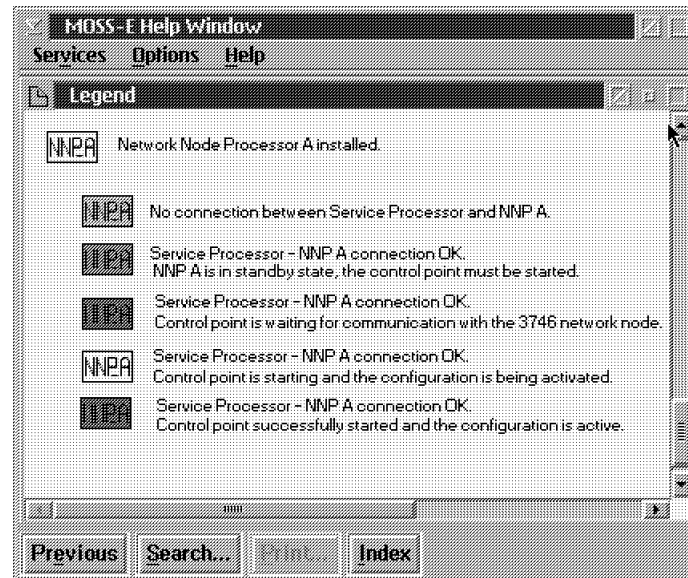 MOSS-E Help Window
Services Options Help
Legend
NNPA Network Node Processor A installed.
NNPA No connection between Service Processor and NNP A.
NNPA Service Processor - NNP A connection OK.
NNP A is in standby state, the control point must be started.
NNPA Service Processor - NNP A connection OK.
Control point is waiting for communication with the 3746 network node.
NNPA Service Processor - NNP A connection OK.
Control point is starting and the configuration is being activated.
NNPA Service Processor - NNP A connection OK.
Control point successfully started and the configuration is active.
Previous Search... Print... Index